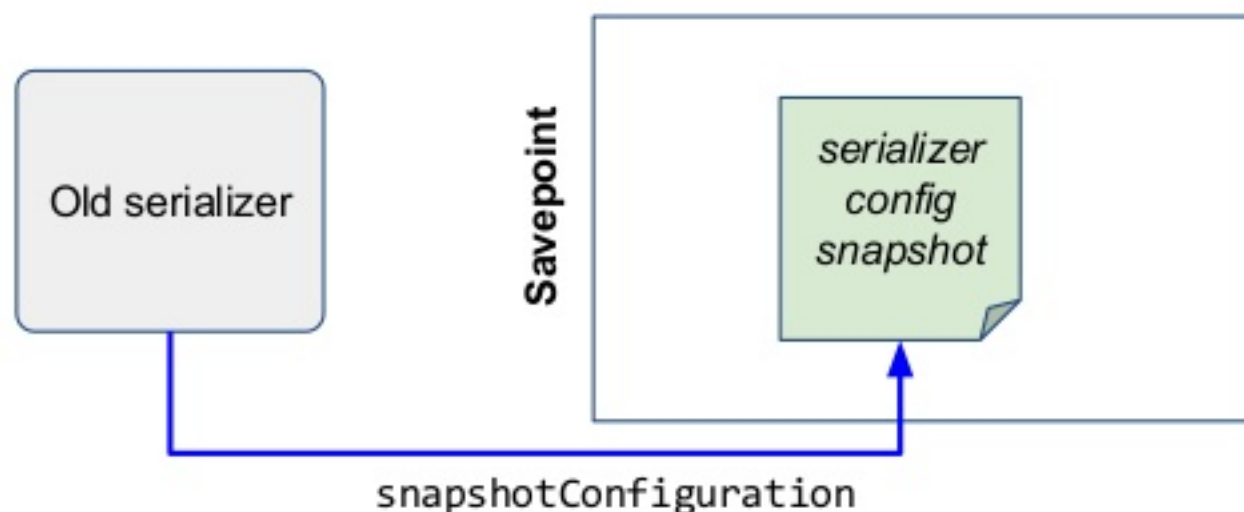 Old serializer
Savepoint
serializer
config
snapshot
snapshotConfiguration